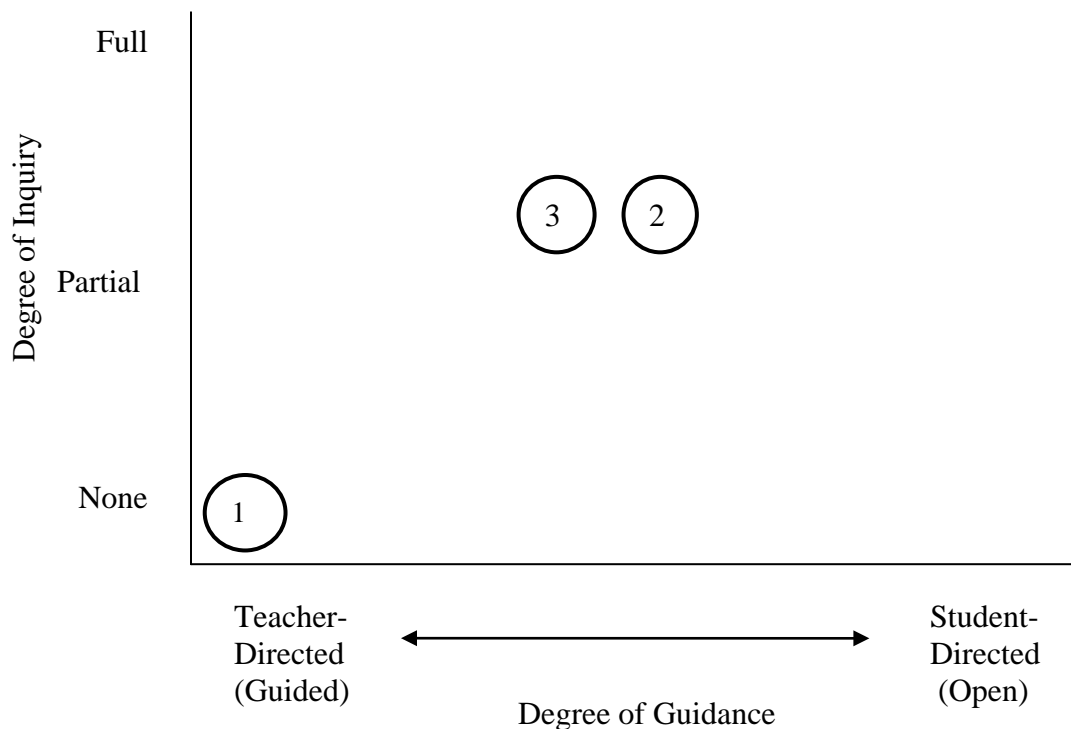 Full
Degree of Inquiry
3
2
Partial
None
1
Teacher-
Directed
(Guided)
Student-
Directed
(Open)
Degree of Guidance